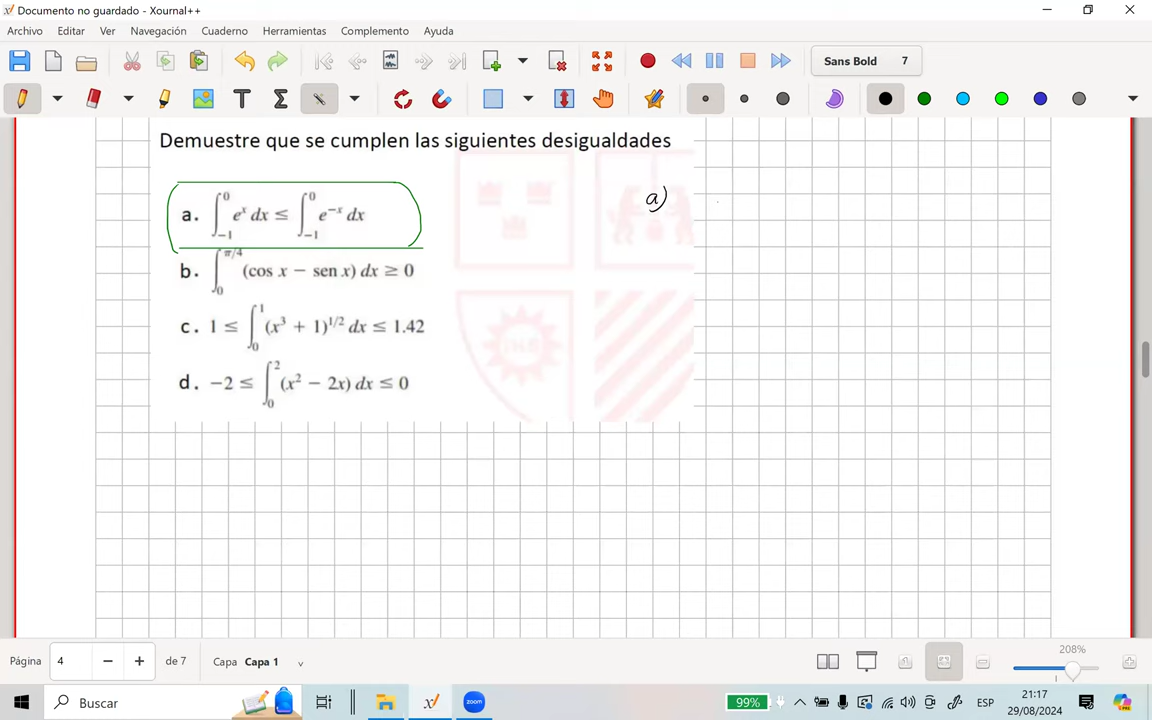 Documento no guardado - Xournal++
Archivo Editar Ver Navegación Cuaderno Herramientas Complemento Ayuda
Sans Bold 7
Demuestre que se cumplen las siguientes desigualdades
a. ∫_{-1}^{0} e^x dx ≤ ∫_{-1}^{0} e^{-x} dx
a)
b. ∫_0^{π/4} (cos x − sen x) dx ≥ 0
c. 1 ≤ ∫_0^1 (x^3 + 1)^{1/2} dx ≤ 1.42
d. −2 ≤ ∫_0^2 (x^2 − 2x) dx ≤ 0
IHS
Página 4 de 7 Capa Capa 1 208%
Buscar 99% ESP 21:17
29/08/2024